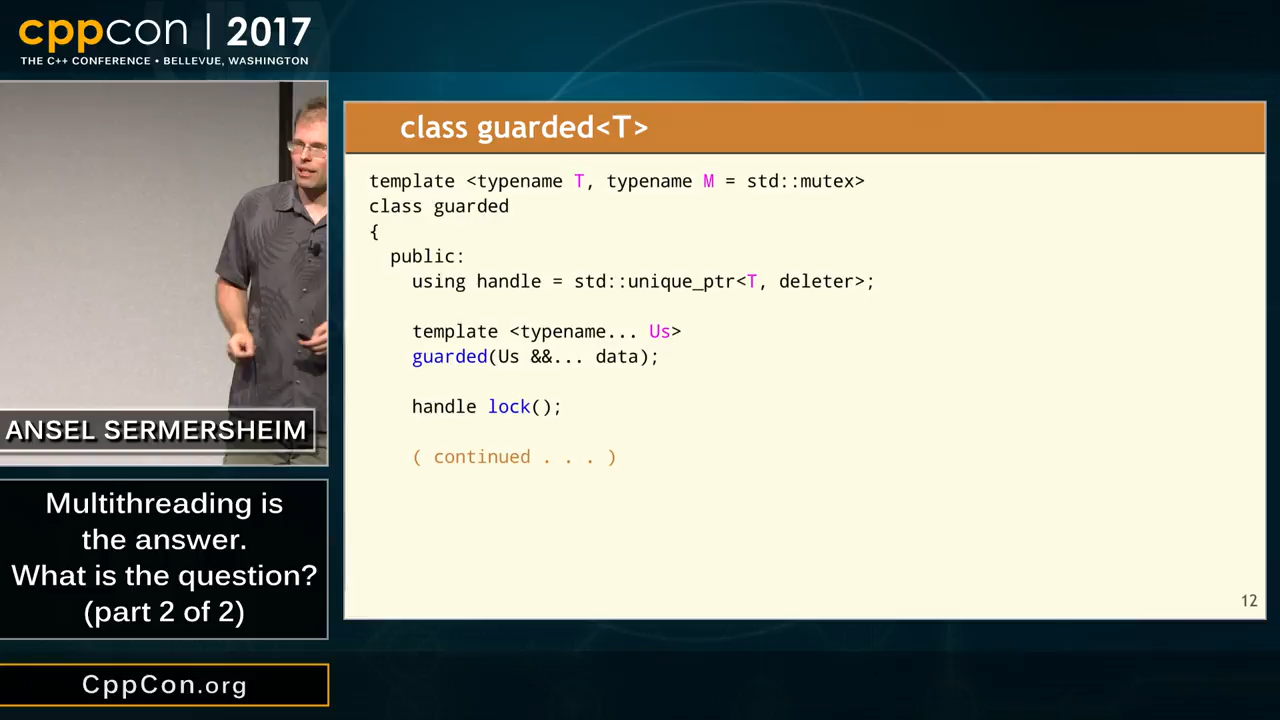 cppcon | 2017
THE C++ CONFERENCE • BELLEVUE, WASHINGTON
ANSEL SERMERSHEIM
Multithreading is
the answer.
What is the question?
(part 2 of 2)
CppCon.org
class guarded<T>
template <typename T, typename M = std::mutex>
class guarded
{
public:
using handle = std::unique_ptr<T, deleter>;
template <typename... Us>
guarded(Us &&... data);
handle lock();
( continued . . . )
12